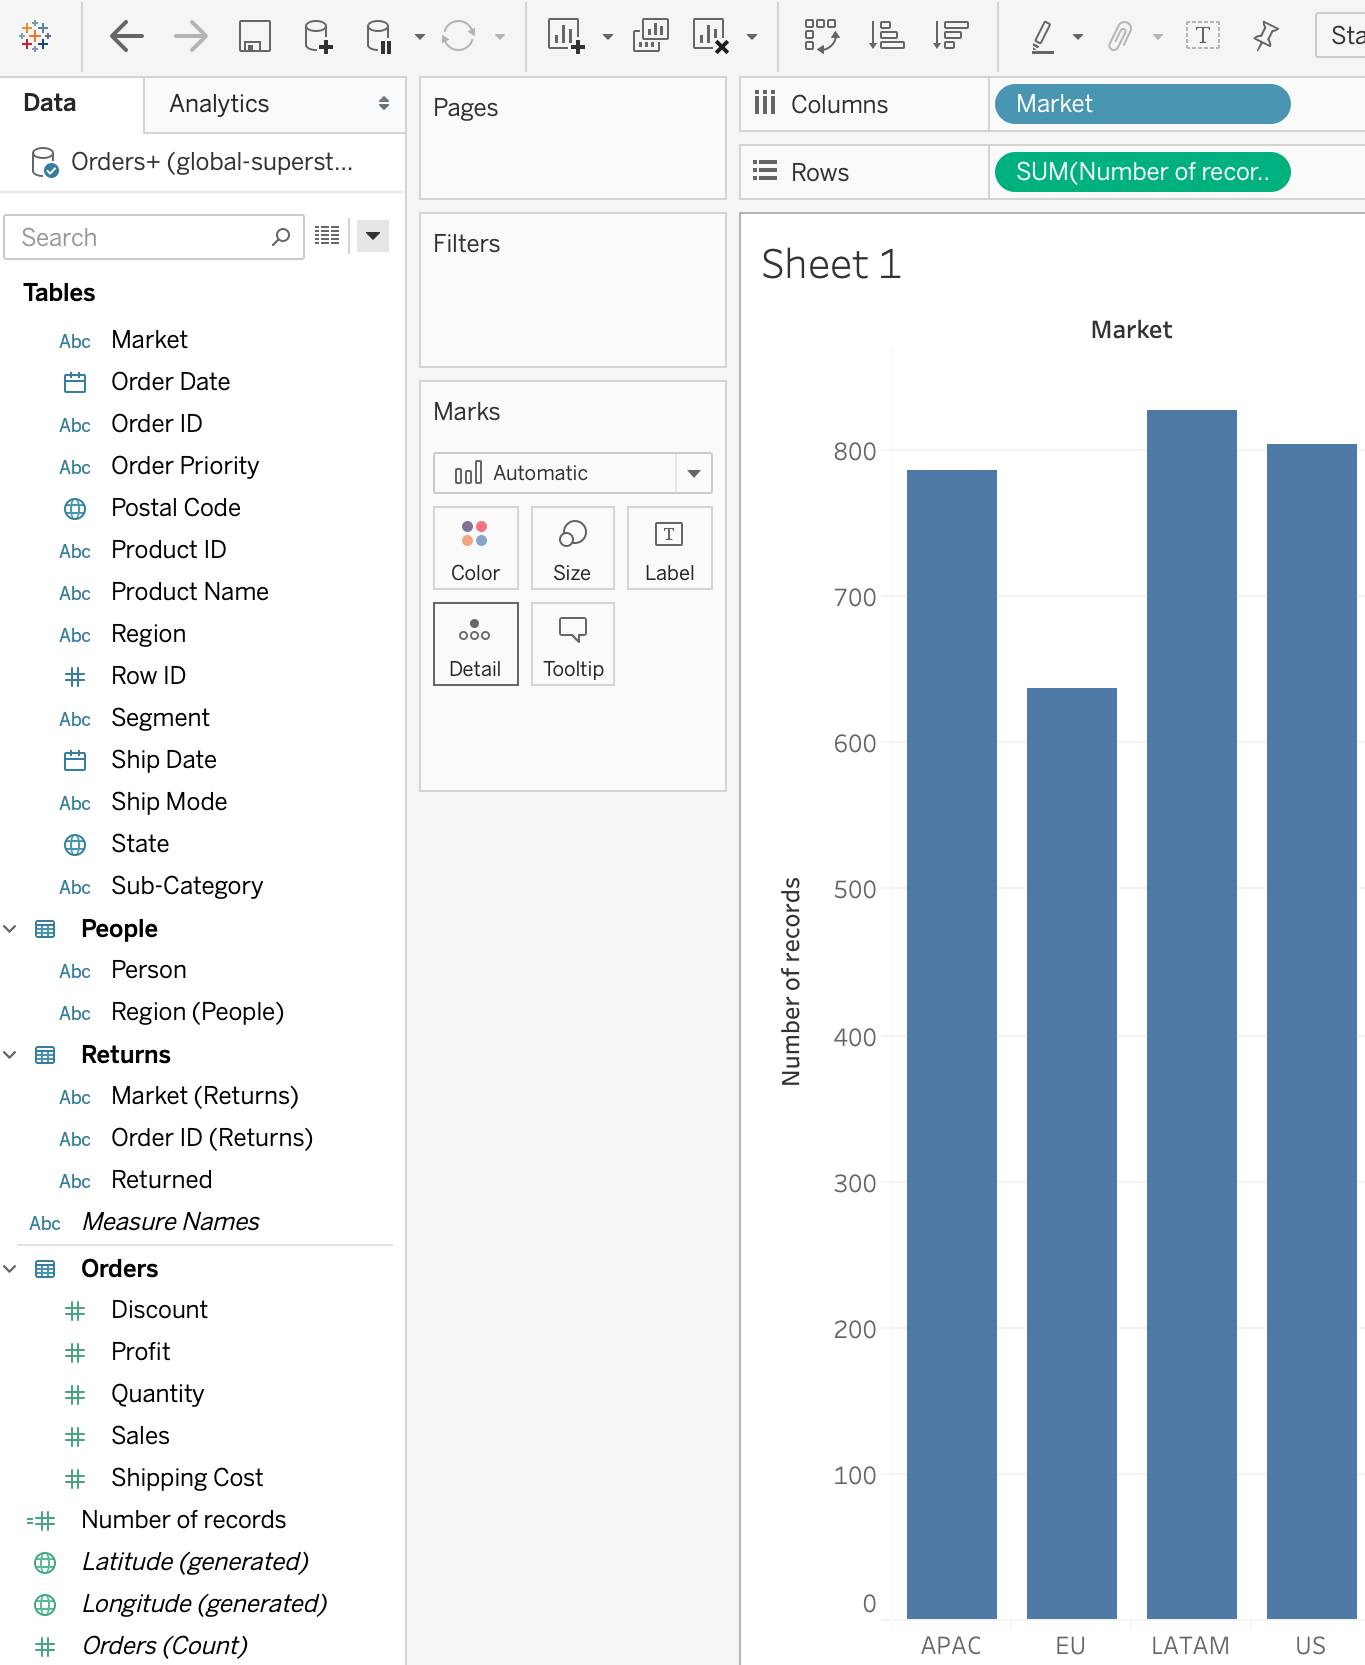 Sta
Data
Analytics
Orders+ (global-superst...
Search
Tables
Abc Market
Order Date
Abc Order ID
Abc Order Priority
Postal Code
Abc Product ID
Abc Product Name
Abc Region
Row ID
Abc Segment
Ship Date
Abc Ship Mode
State
Abc Sub-Category
People
Abc Person
Abc Region (People)
Returns
Abc Market (Returns)
Abc Order ID (Returns)
Abc Returned
Abc Measure Names
Orders
# Discount
# Profit
# Quantity
# Sales
# Shipping Cost
=# Number of records
Latitude (generated)
Longitude (generated)
# Orders (Count)
Pages
Filters
Marks
Automatic
Color
Size
T
Label
Detail
Tooltip
Columns
Market
Rows
SUM(Number of recor..
Sheet 1
Market
Number of records
800
700
600
500
400
300
200
100
0
APAC
EU
LATAM
US